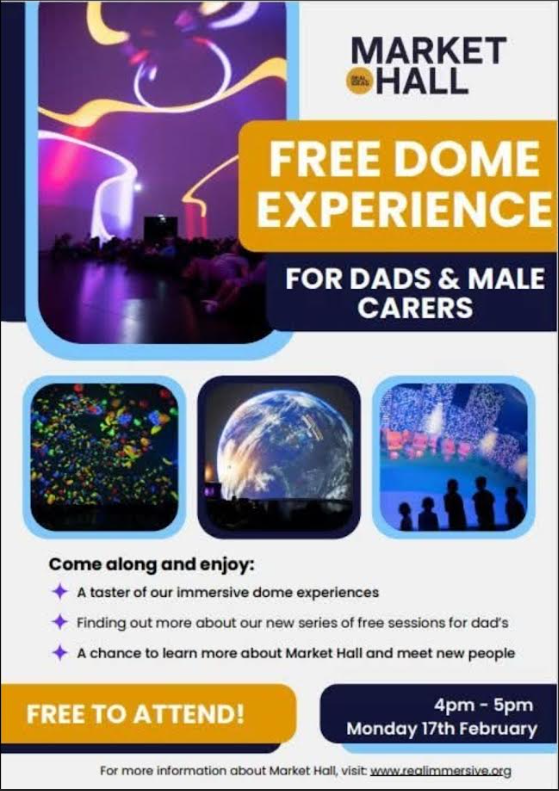 MARKET
REAL IDEAS HALL
FREE DOME
EXPERIENCE
FOR DADS & MALE
CARERS
Come along and enjoy:
A taster of our immersive dome experiences
Finding out more about our new series of free sessions for dad's
A chance to learn more about Market Hall and meet new people
FREE TO ATTEND!
4pm - 5pm
Monday 17th February
For more information about Market Hall, visit: www.realimmersive.org